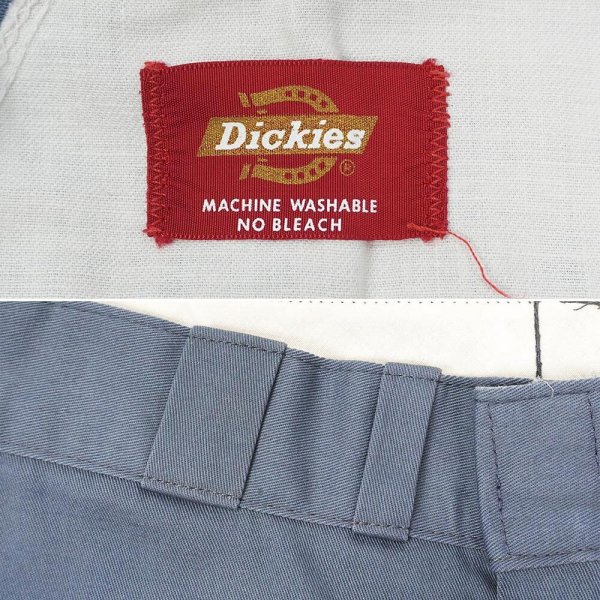 Dickies
®
MACHINE WASHABLE
NO BLEACH